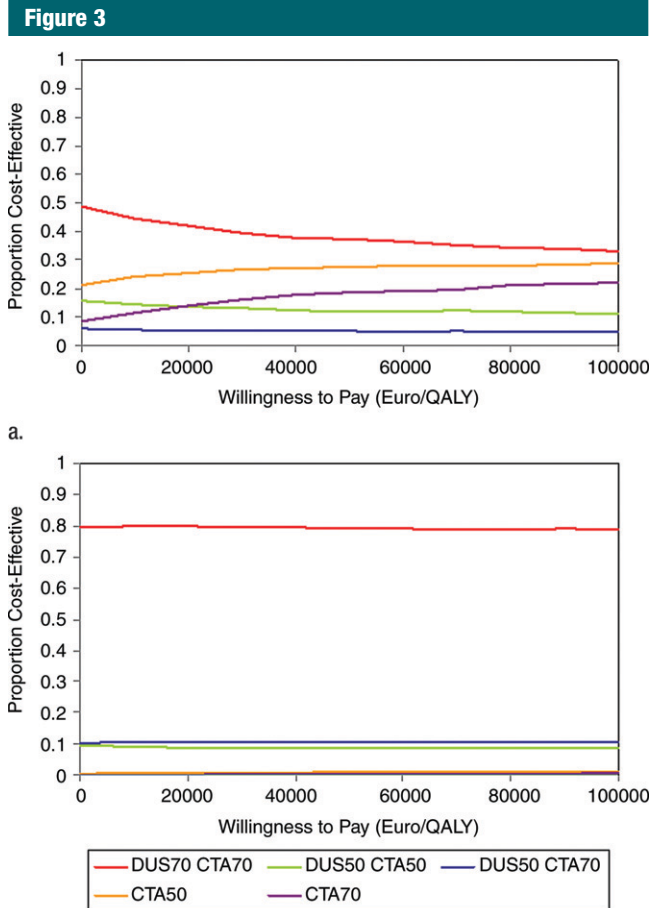 Figure 3
1
0.9
0.8
0.7
0.6
0.5
0.4
0.3
0.2
0.1
0
Proportion Cost-Effective
0 20000 40000 60000 80000 100000
Willingness to Pay (Euro/QALY)
a.
1
0.9
0.8
0.7
0.6
0.5
0.4
0.3
0.2
0.1
0
Proportion Cost-Effective
0 20000 40000 60000 80000 100000
Willingness to Pay (Euro/QALY)
DUS70 CTA70 DUS50 CTA50 DUS50 CTA70
CTA50 CTA70